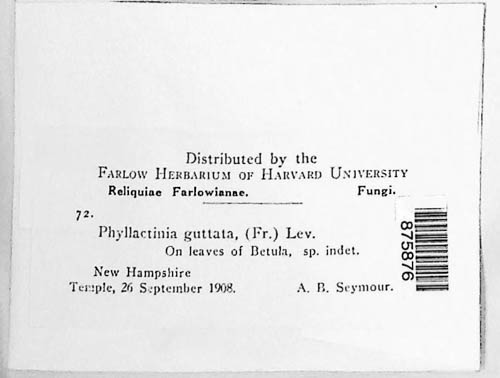 Distributed by the
FARLOW HERBARIUM OF HARVARD UNIVERSITY
Reliquiae Farlowianae. Fungi.
72.
Phyllactinia guttata, (Fr.) Lev.
On leaves of Betula, sp. indet.
New Hampshire
Temple, 26 September 1908. A. B. Seymour.
875876